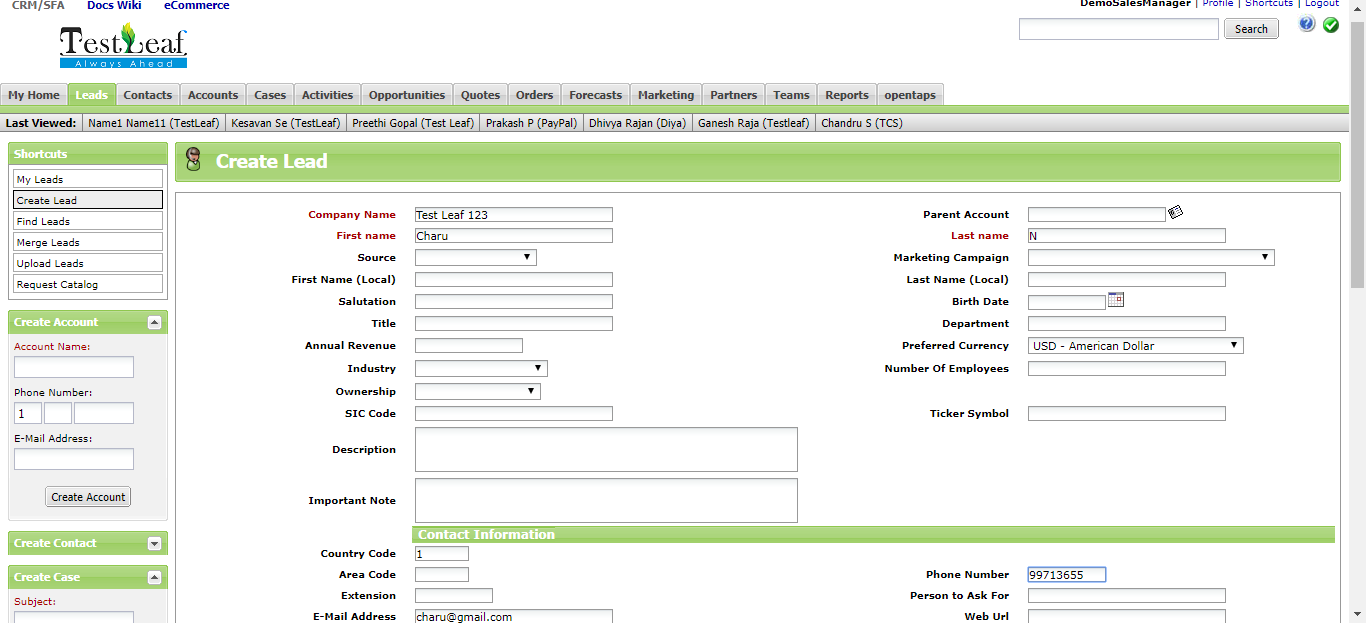 CRM/SFA Docs Wiki eCommerce
DemoSalesManager | Profile | Shortcuts | Logout
TestLeaf
Always Ahead
Search
My Home Leads Contacts Accounts Cases Activities Opportunities Quotes Orders Forecasts Marketing Partners Teams Reports opentaps
Last Viewed: Name1 Name11 (TestLeaf) Kesavan Se (TestLeaf) Preethi Gopal (Test Leaf) Prakash P (PayPal) Dhivya Rajan (Diya) Ganesh Raja (Testleaf) Chandru S (TCS)
Shortcuts
My Leads
Create Lead
Find Leads
Merge Leads
Upload Leads
Request Catalog
Create Account
Account Name:
Phone Number:
1
E-Mail Address:
Create Account
Create Contact
Create Case
Subject:
Create Lead
Company Name Test Leaf 123 Parent Account
First name Charu Last name N
Source Marketing Campaign
First Name (Local) Last Name (Local)
Salutation Birth Date
Title Department
Annual Revenue Preferred Currency USD - American Dollar
Industry Number Of Employees
Ownership
SIC Code Ticker Symbol
Description
Important Note
Contact Information
Country Code 1
Area Code Phone Number 99713655
Extension Person to Ask For
E-Mail Address charu@gmail.com Web Url